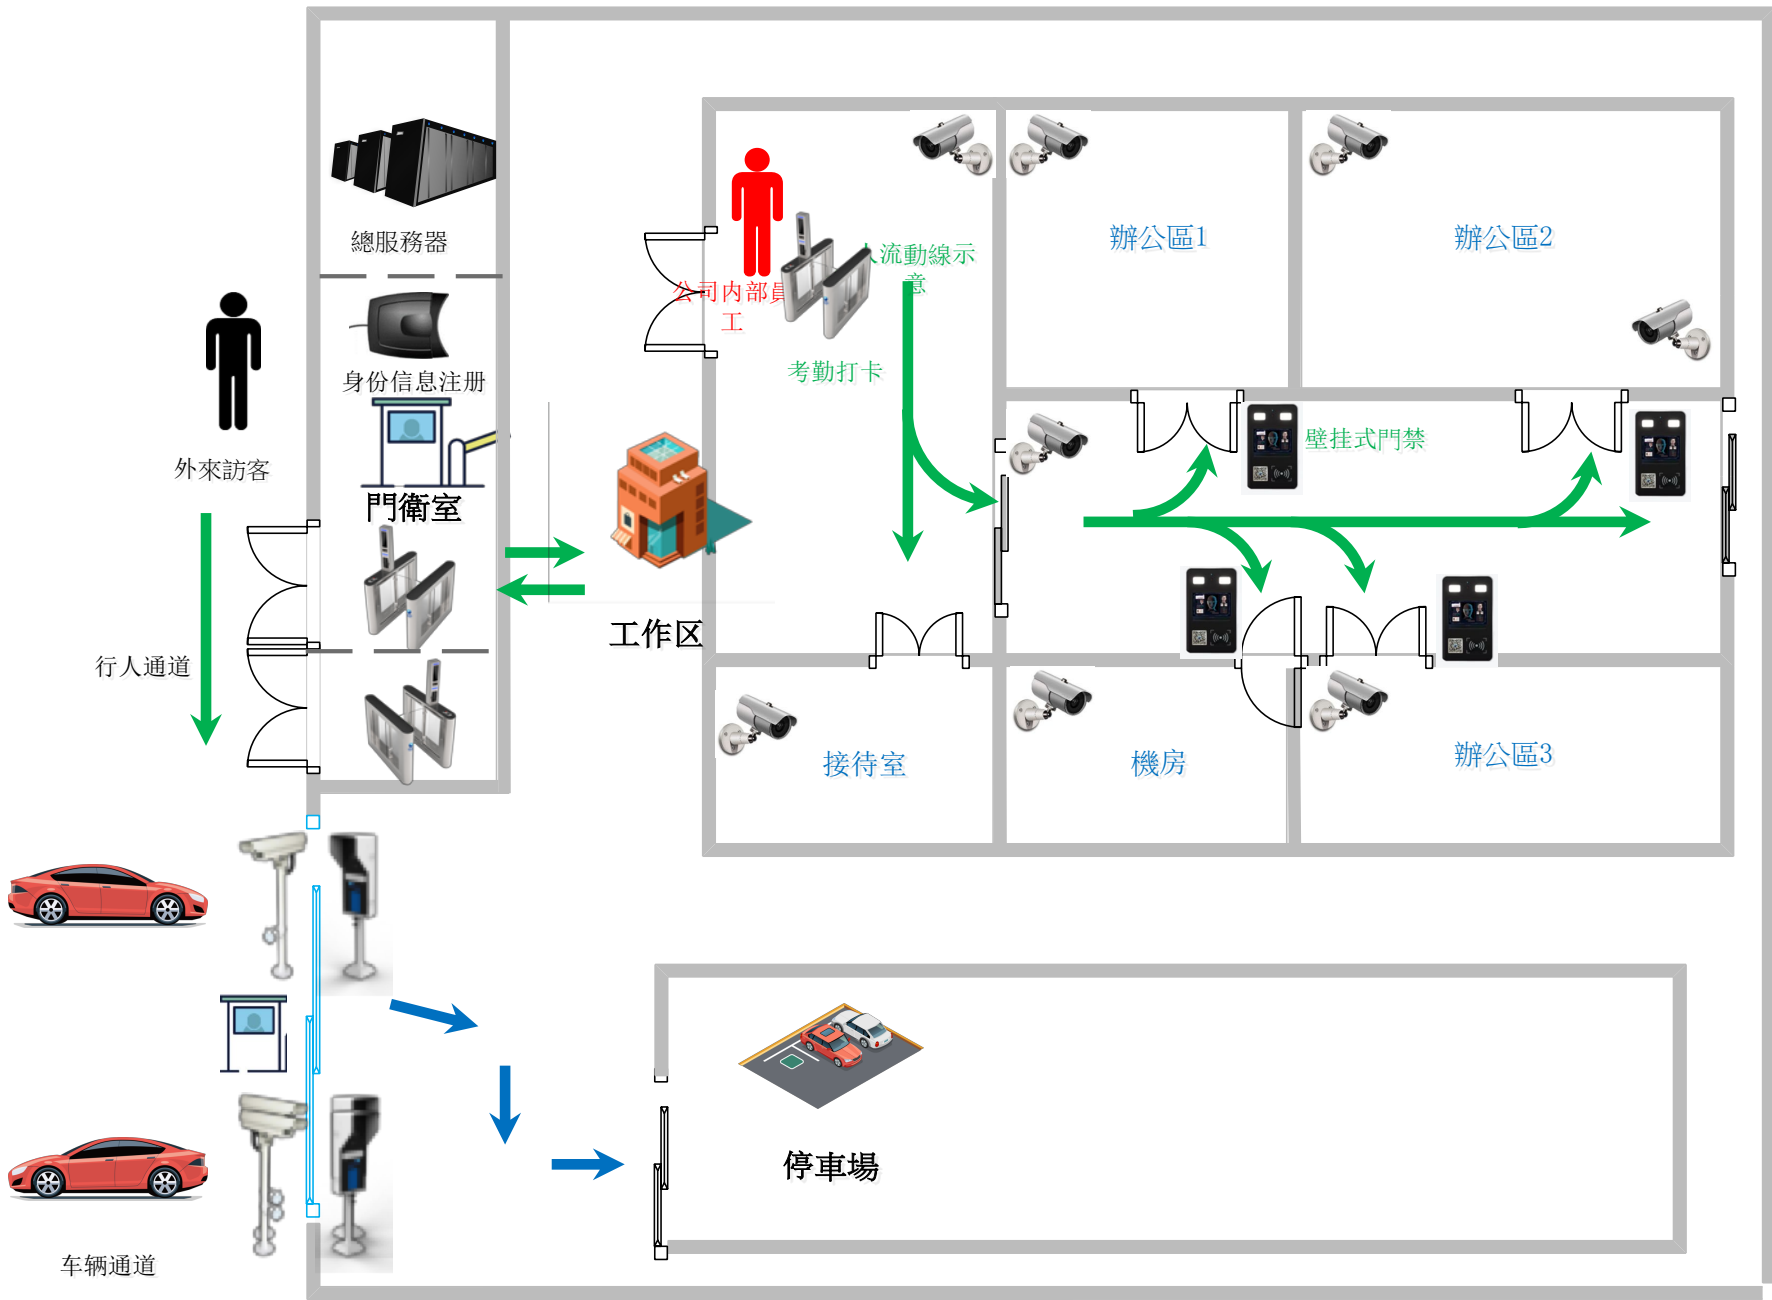 總服務器
身份信息注册
門衛室
外來訪客
行人通道
车辆通道
公司内部員
工
人流動線示
意
考勤打卡
工作区
辦公區1
辦公區2
壁挂式門禁
接待室
機房
辦公區3
停車場